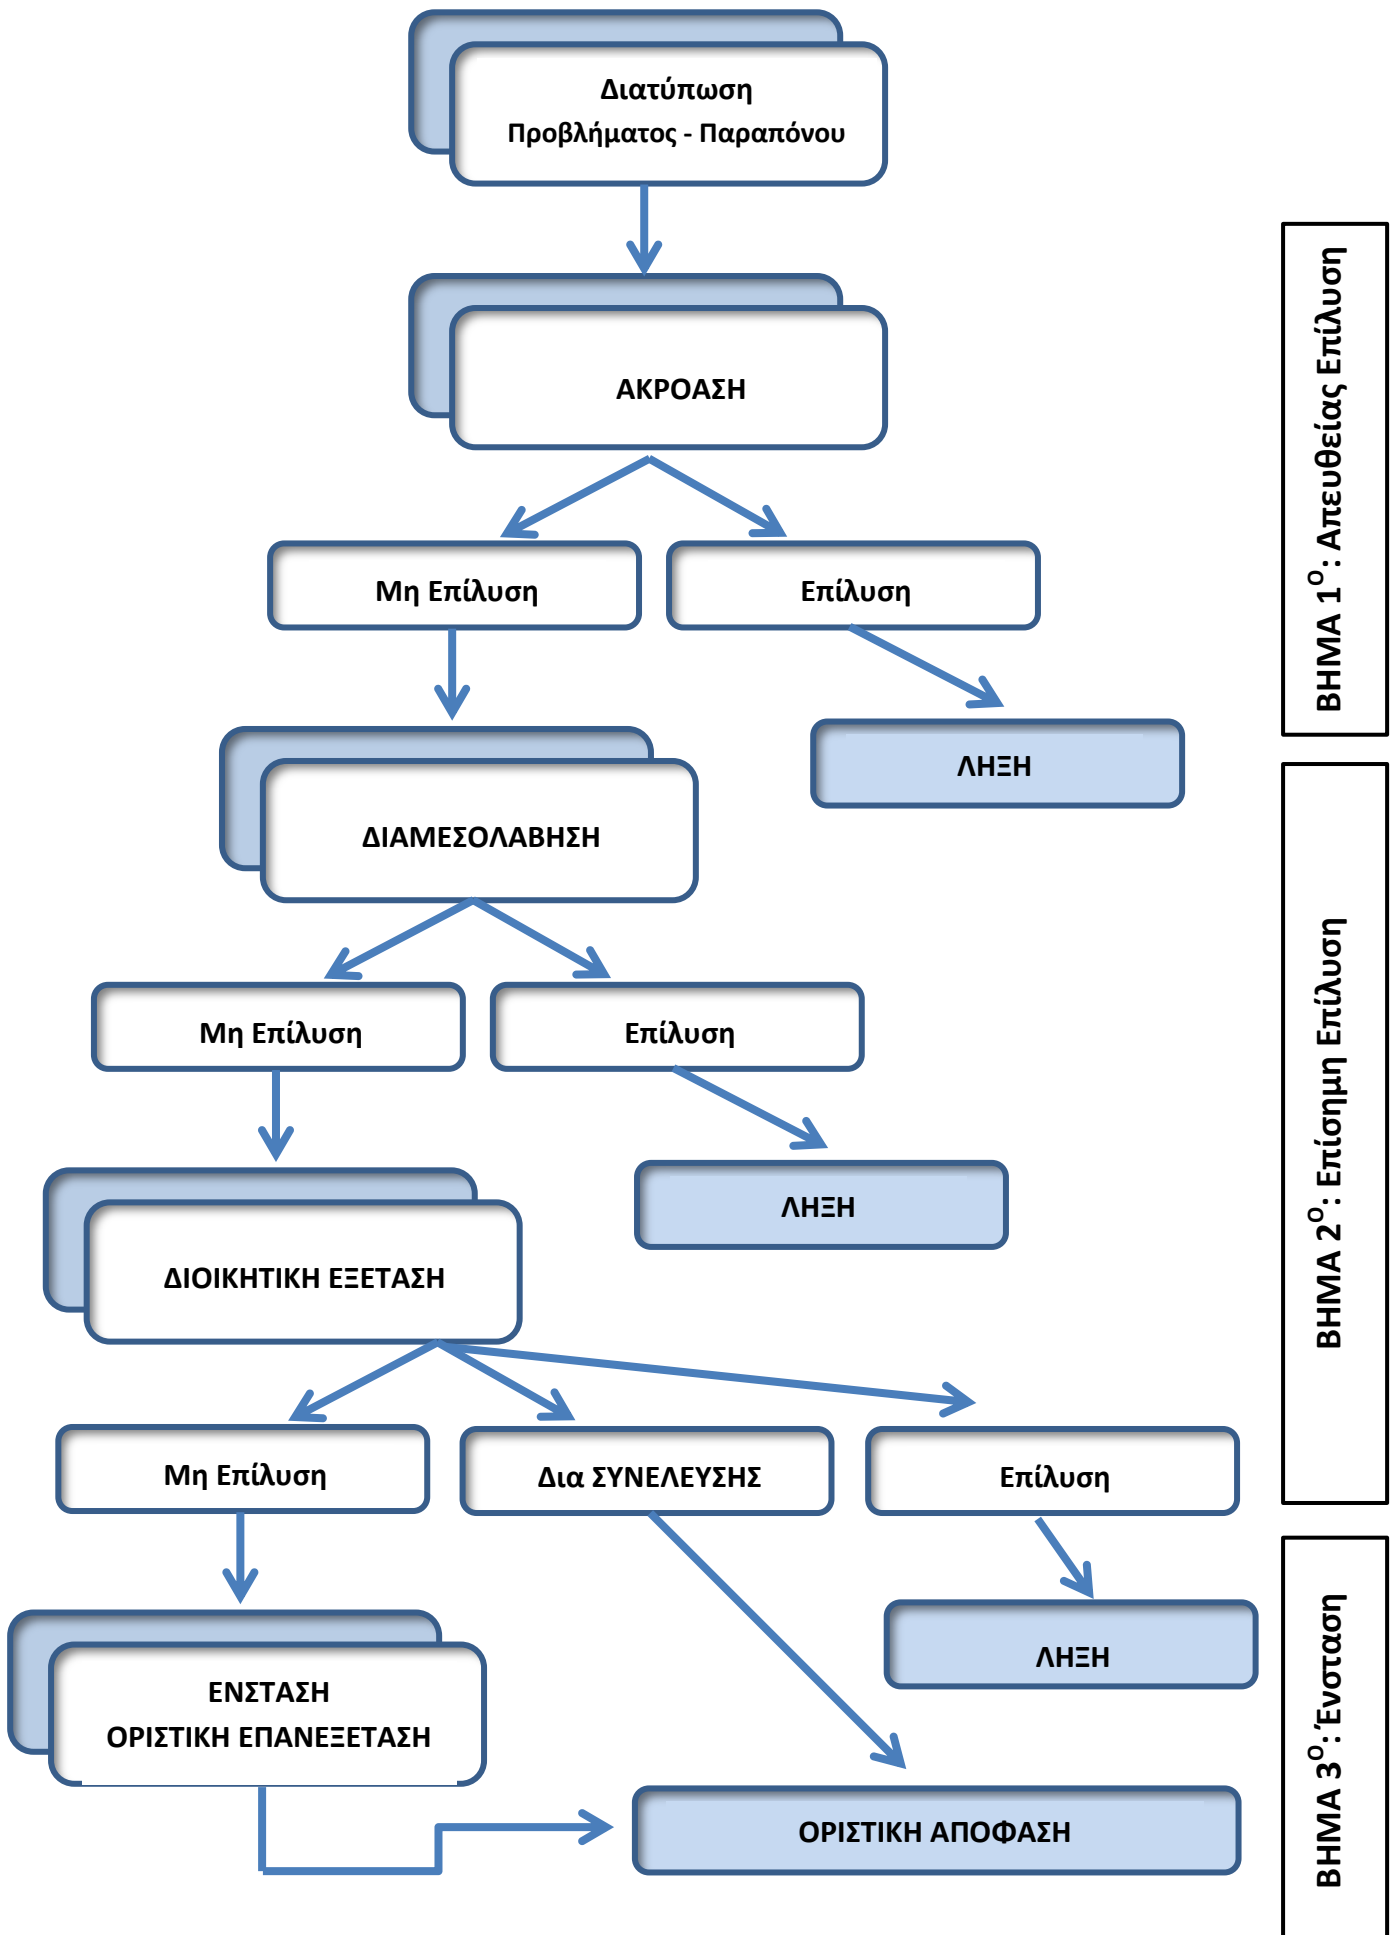 Διατύπωση
Προβλήματος - Παραπόνου
ΑΚΡΟΑΣΗ
Μη Επίλυση
Επίλυση
ΛΗΞΗ
ΒΗΜΑ 1Ο: Απευθείας Επίλυση
ΔΙΑΜΕΣΟΛΑΒΗΣΗ
Μη Επίλυση
Επίλυση
ΛΗΞΗ
ΔΙΟΙΚΗΤΙΚΗ ΕΞΕΤΑΣΗ
Μη Επίλυση
Δια ΣΥΝΕΛΕΥΣΗΣ
Επίλυση
ΒΗΜΑ 2Ο: Επίσημη Επίλυση
ΛΗΞΗ
ΕΝΣΤΑΣΗ
ΟΡΙΣΤΙΚΗ ΕΠΑΝΕΞΕΤΑΣΗ
ΟΡΙΣΤΙΚΗ ΑΠΟΦΑΣΗ
ΒΗΜΑ 3Ο: Ένσταση